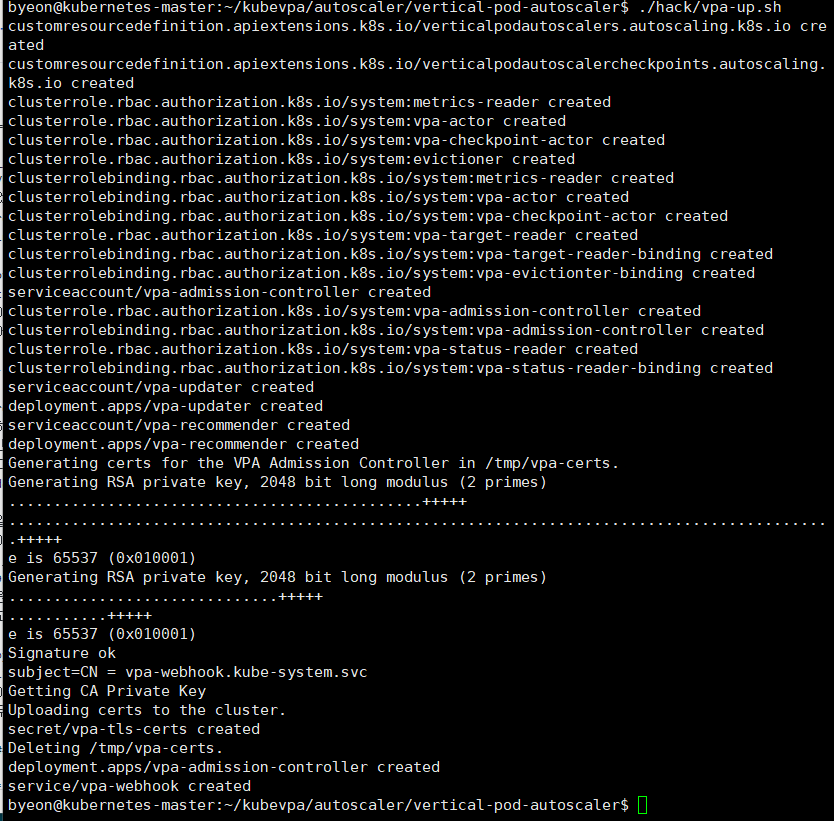 byeon@kubernetes-master:~/kubevpa/autoscaler/vertical-pod-autoscaler$ ./hack/vpa-up.sh
customresourcedefinition.apiextensions.k8s.io/verticalpodautoscalers.autoscaling.k8s.io cre
ated
customresourcedefinition.apiextensions.k8s.io/verticalpodautoscalercheckpoints.autoscaling.
k8s.io created
clusterrole.rbac.authorization.k8s.io/system:metrics-reader created
clusterrole.rbac.authorization.k8s.io/system:vpa-actor created
clusterrole.rbac.authorization.k8s.io/system:vpa-checkpoint-actor created
clusterrole.rbac.authorization.k8s.io/system:evictioner created
clusterrolebinding.rbac.authorization.k8s.io/system:metrics-reader created
clusterrolebinding.rbac.authorization.k8s.io/system:vpa-actor created
clusterrolebinding.rbac.authorization.k8s.io/system:vpa-checkpoint-actor created
clusterrole.rbac.authorization.k8s.io/system:vpa-target-reader created
clusterrolebinding.rbac.authorization.k8s.io/system:vpa-target-reader-binding created
clusterrolebinding.rbac.authorization.k8s.io/system:vpa-evictionter-binding created
serviceaccount/vpa-admission-controller created
clusterrole.rbac.authorization.k8s.io/system:vpa-admission-controller created
clusterrolebinding.rbac.authorization.k8s.io/system:vpa-admission-controller created
clusterrole.rbac.authorization.k8s.io/system:vpa-status-reader created
clusterrolebinding.rbac.authorization.k8s.io/system:vpa-status-reader-binding created
serviceaccount/vpa-updater created
deployment.apps/vpa-updater created
serviceaccount/vpa-recommender created
deployment.apps/vpa-recommender created
Generating certs for the VPA Admission Controller in /tmp/vpa-certs.
Generating RSA private key, 2048 bit long modulus (2 primes)
..............................................+++++
...........................................................................................
.+++++
e is 65537 (0x010001)
Generating RSA private key, 2048 bit long modulus (2 primes)
..............................+++++
...........+++++
e is 65537 (0x010001)
Signature ok
subject=CN = vpa-webhook.kube-system.svc
Getting CA Private Key
Uploading certs to the cluster.
secret/vpa-tls-certs created
Deleting /tmp/vpa-certs.
deployment.apps/vpa-admission-controller created
service/vpa-webhook created
byeon@kubernetes-master:~/kubevpa/autoscaler/vertical-pod-autoscaler$